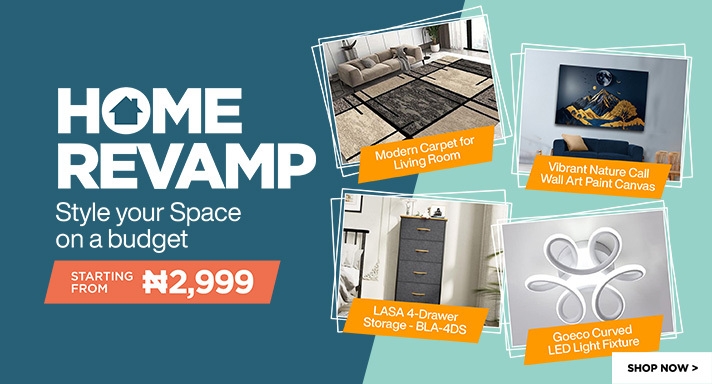 HOME
REVAMP
Style your Space
on a budget
STARTING
FROM
₦2,999
Modern Carpet for
Living Room
Vibrant Nature Call
Wall Art Paint Canvas
LASA 4-Drawer
Storage - BLA-4DS
Goeco Curved
LED Light Fixture
SHOP NOW >